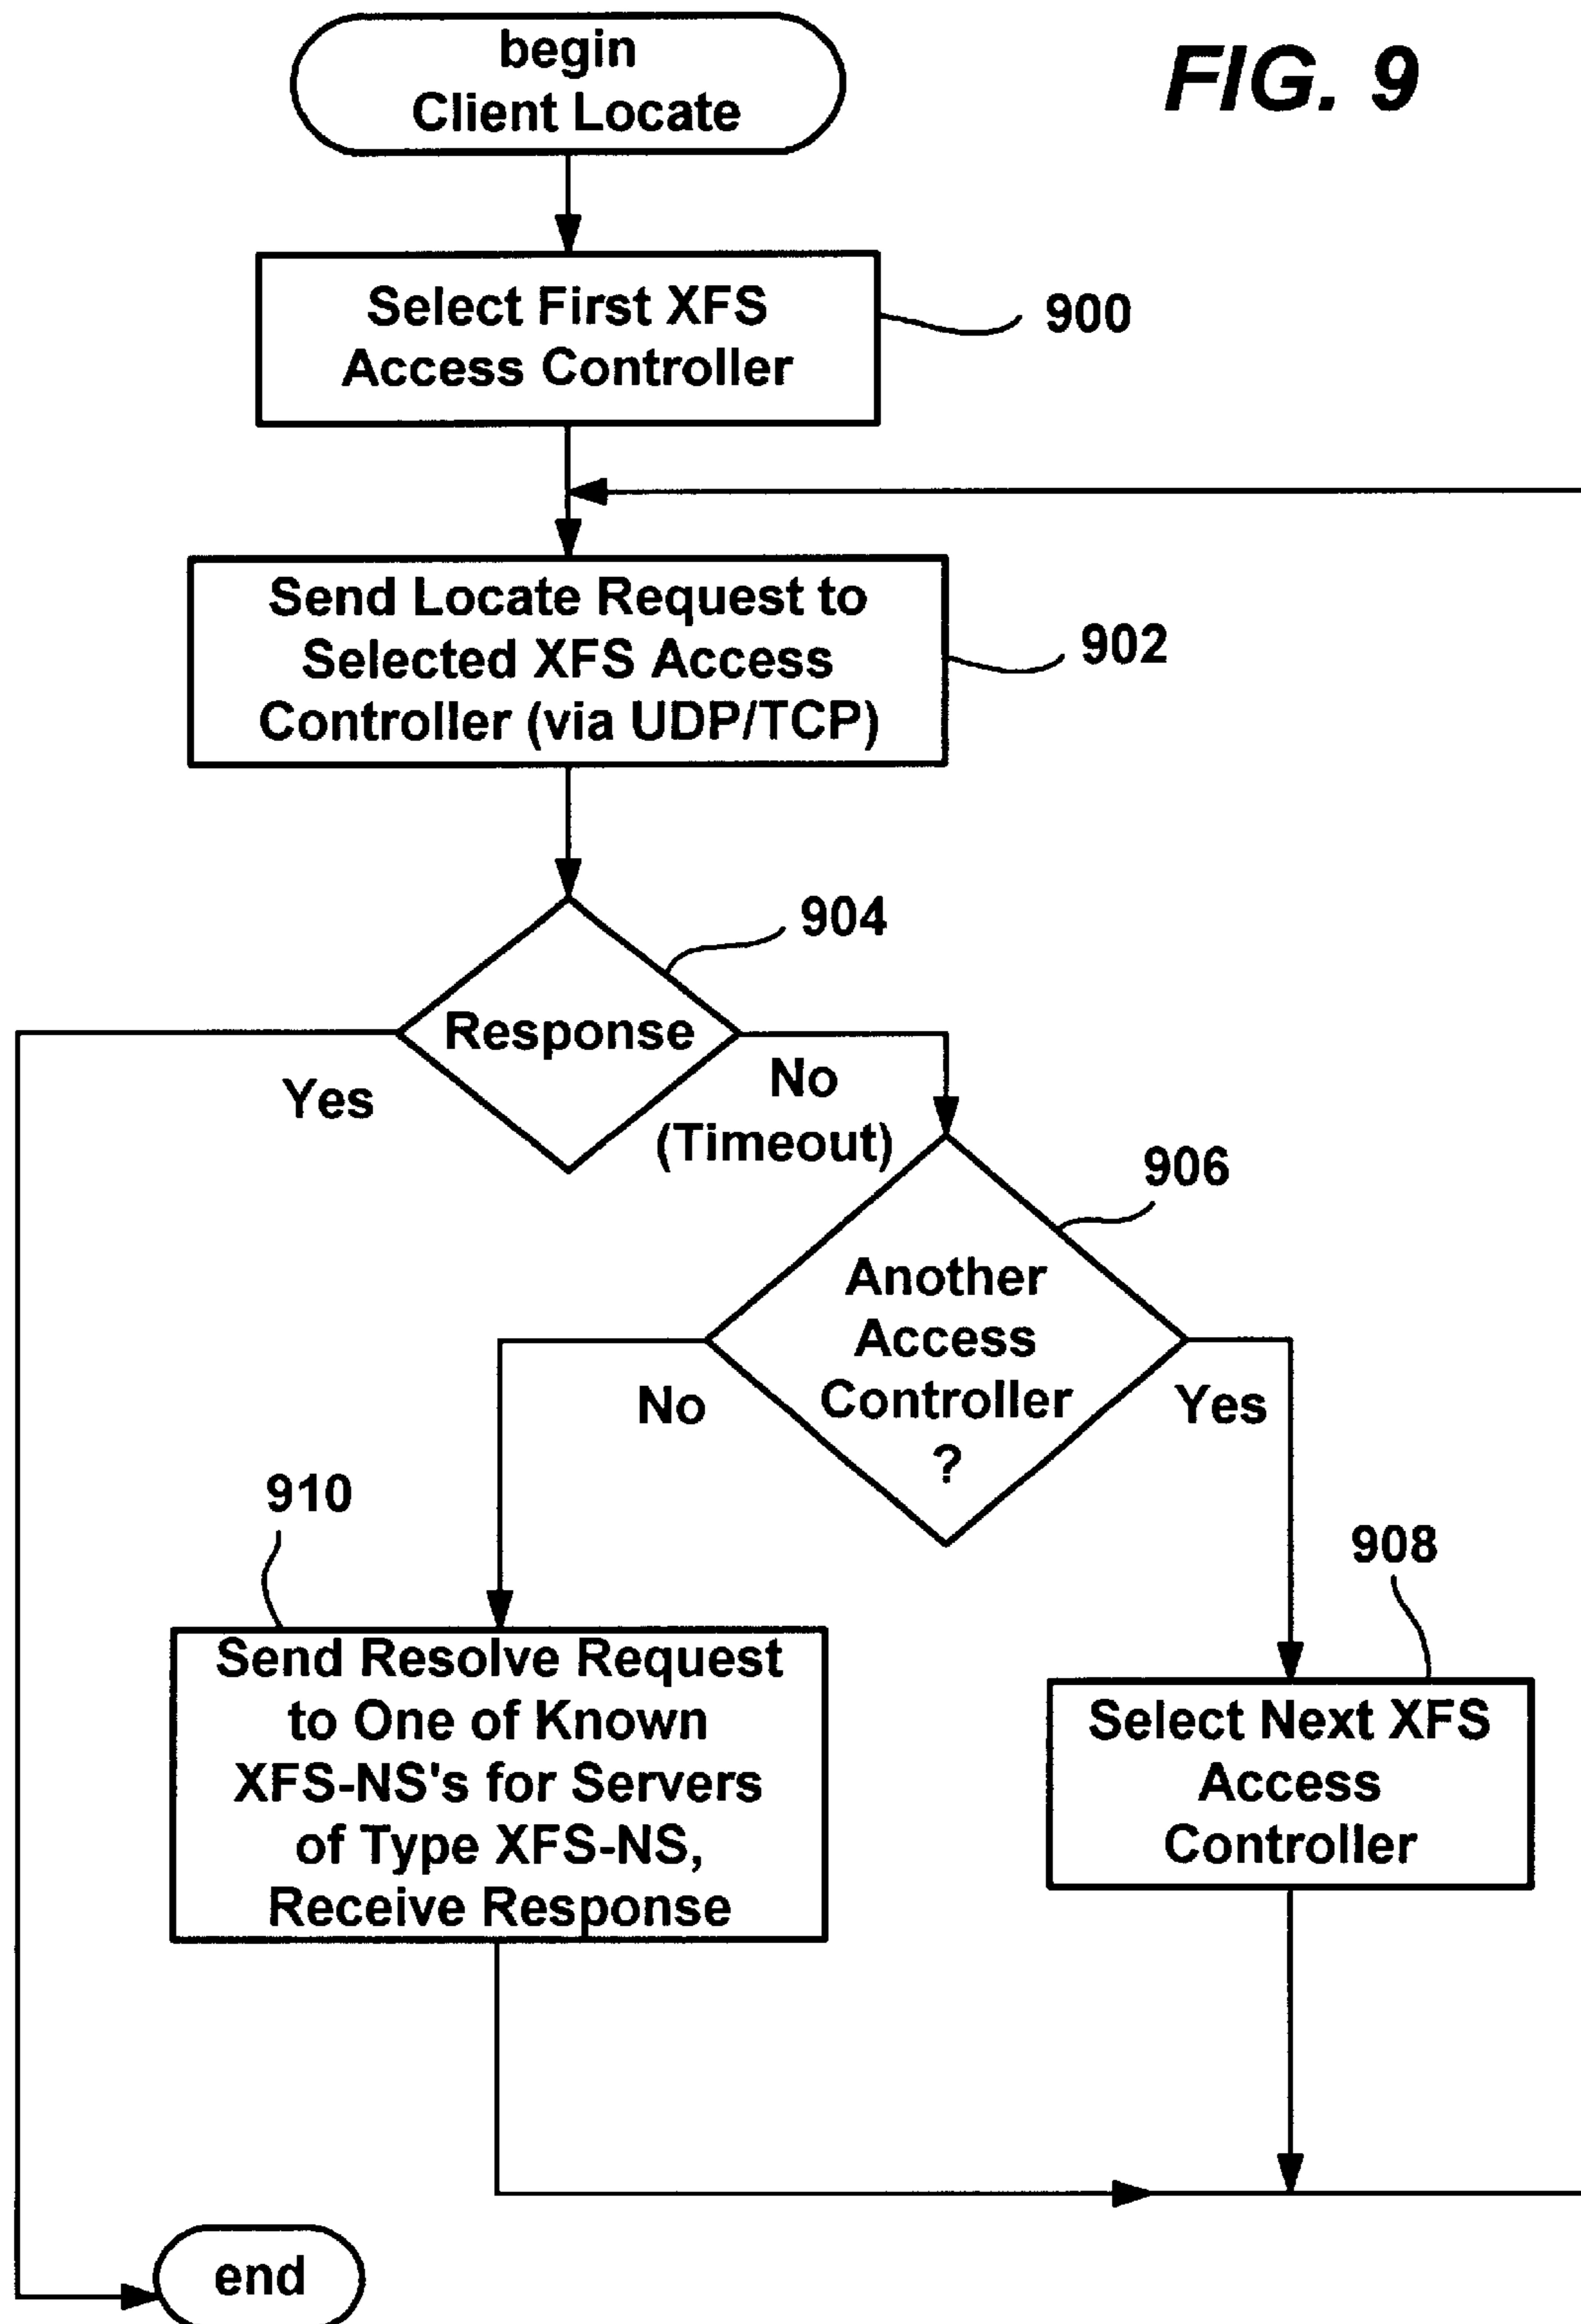 begin
Client Locate
FIG. 9
Select First XFS
Access Controller
900
Send Locate Request to
Selected XFS Access
Controller (via UDP/TCP)
902
904
Response
Yes
No
(Timeout)
906
Another
Access
Controller
?
No
Yes
910
908
Send Resolve Request
to One of Known
XFS-NS's for Servers
of Type XFS-NS,
Receive Response
Select Next XFS
Access
Controller
end